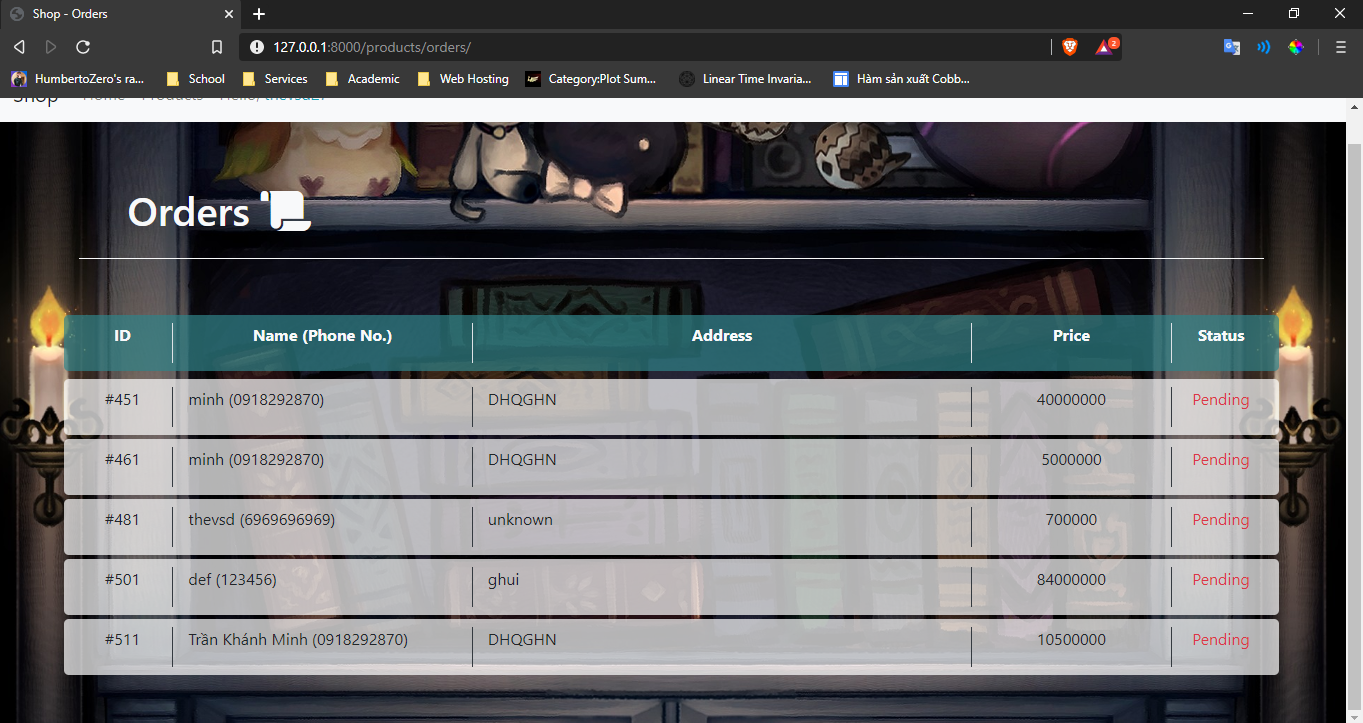 Shop - Orders
127.0.0.1:8000/products/orders/
2
HumbertoZero's ra...
School
Services
Academic
Web Hosting
Category:Plot Sum...
Linear Time Invaria...
Hàm sản xuất Cobb...
Shop Home Products Hello, thevsd27
Orders
ID Name (Phone No.) Address Price Status
#451 minh (0918292870) DHQGHN 40000000 Pending
#461 minh (0918292870) DHQGHN 5000000 Pending
#481 thevsd (6969696969) unknown 700000 Pending
#501 def (123456) ghui 84000000 Pending
#511 Trần Khánh Minh (0918292870) DHQGHN 10500000 Pending